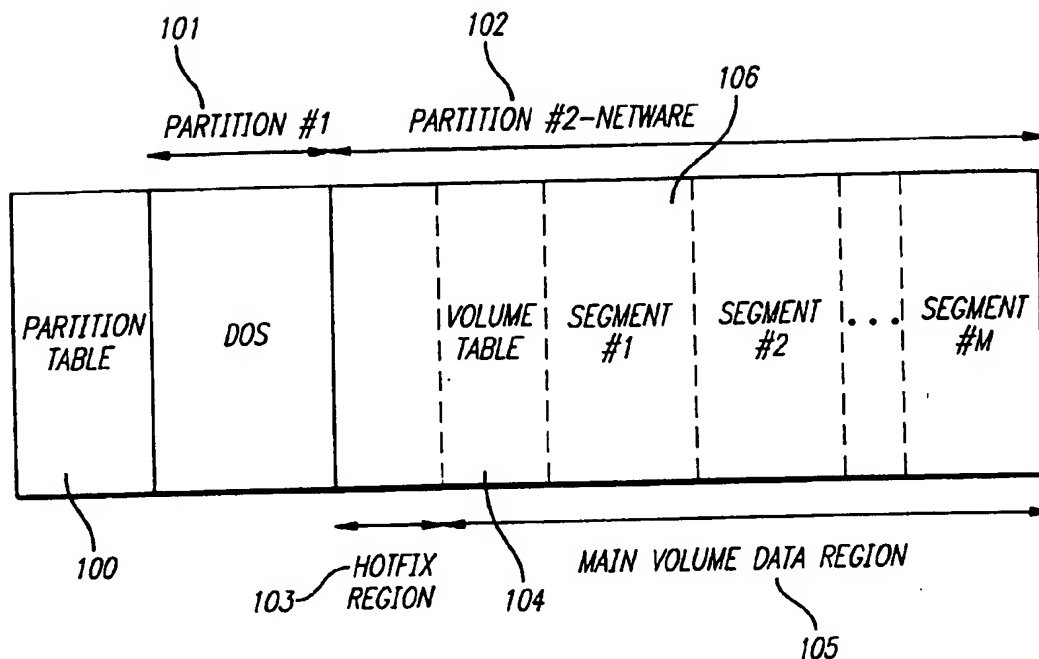 101
102
106
PARTITION #1
PARTITION #2-NETWARE
PARTITION
TABLE
DOS
VOLUME
TABLE
SEGMENT
#1
SEGMENT
#2
...
SEGMENT
#M
100
103
HOTFIX
REGION
104
MAIN VOLUME DATA REGION
105